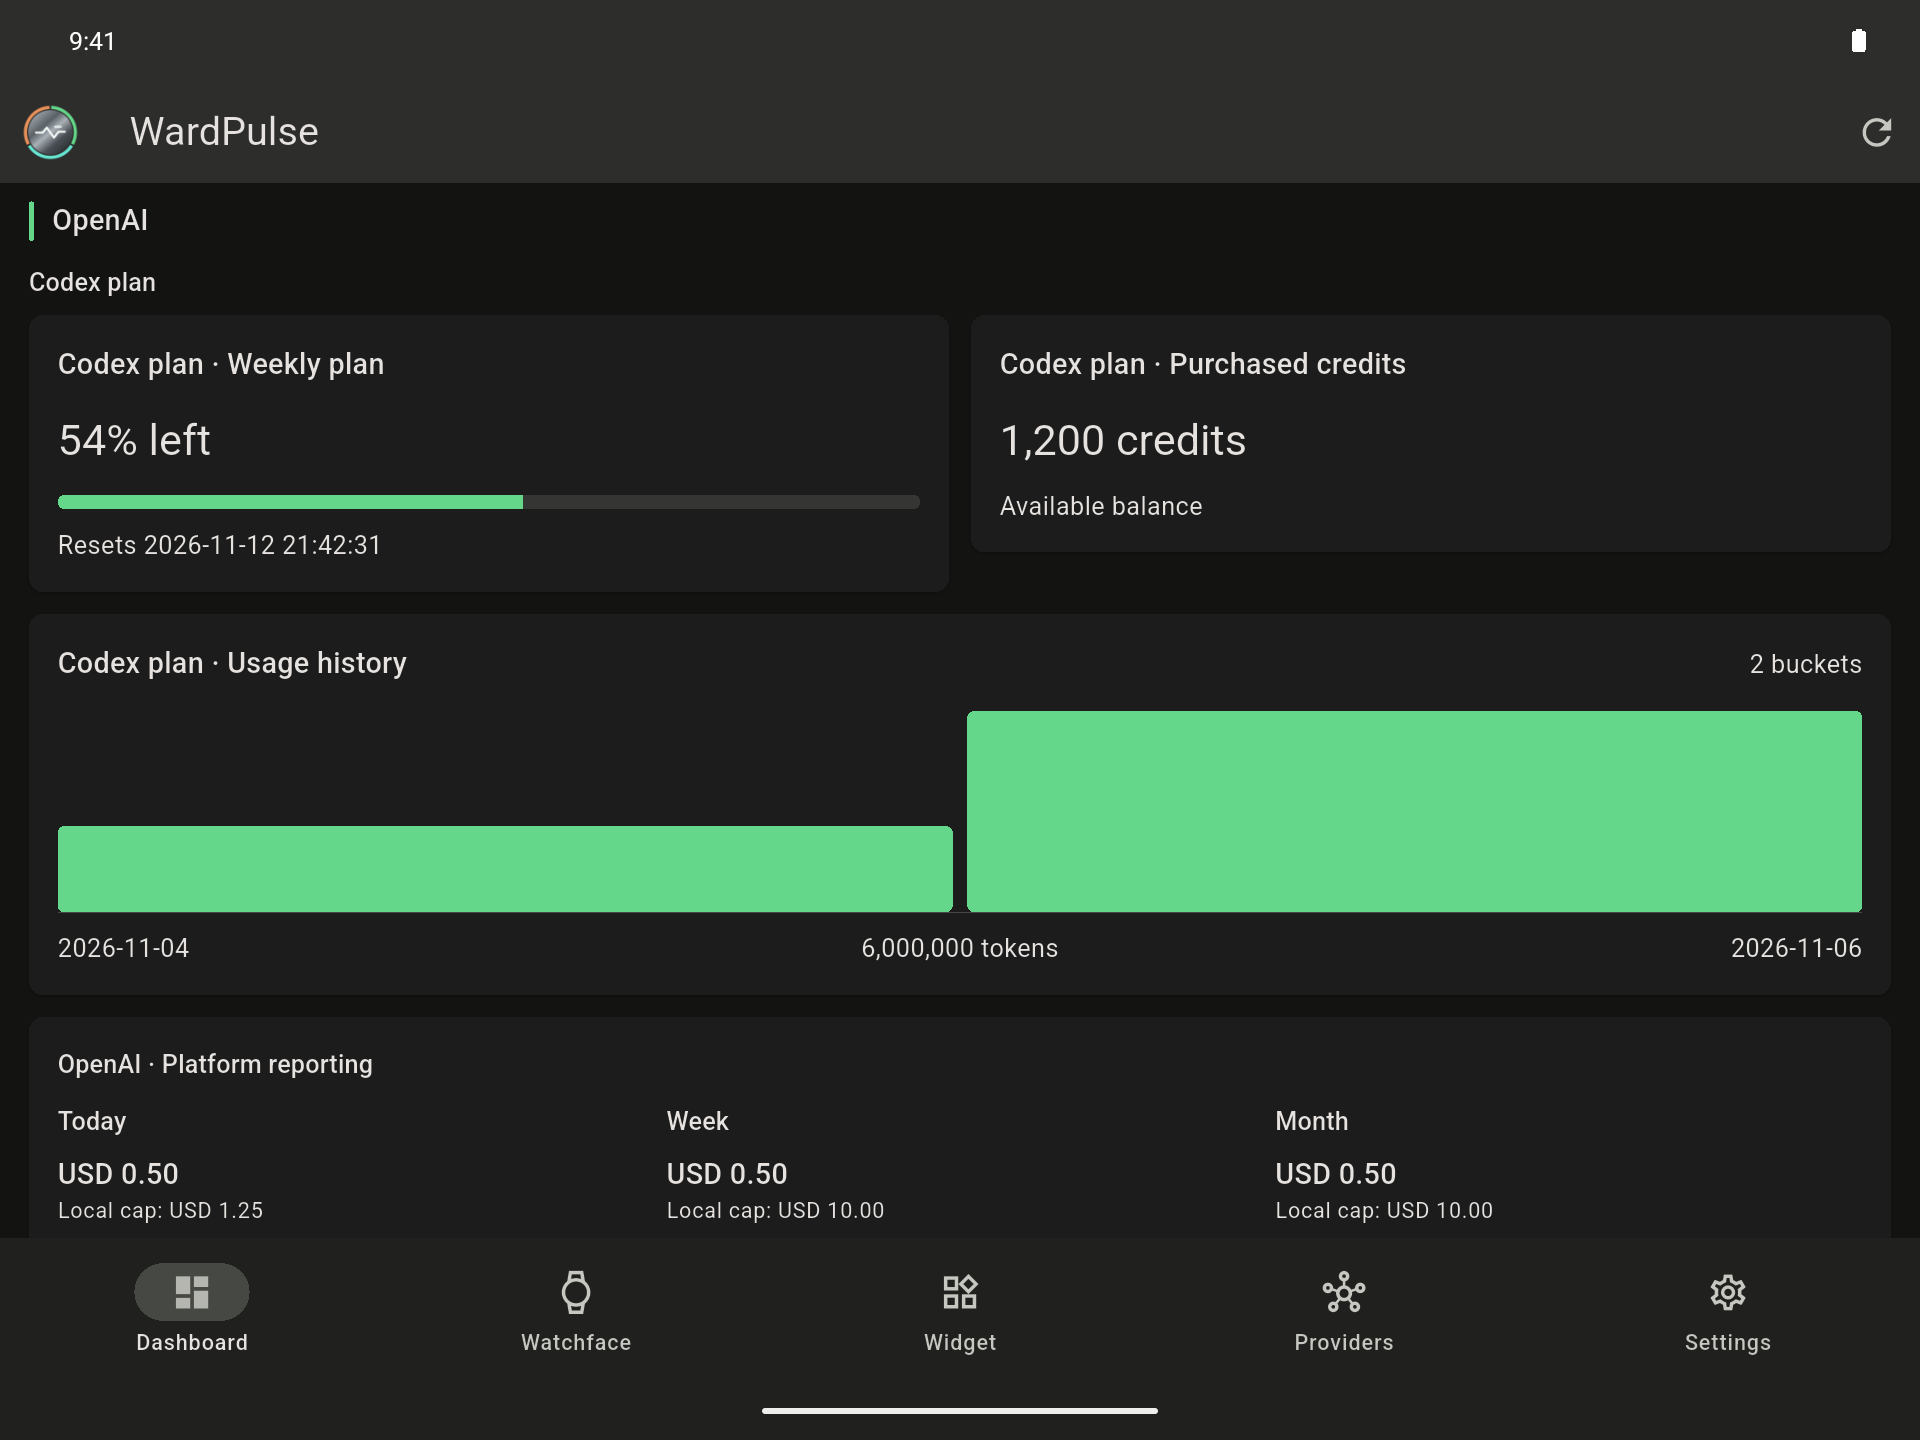 9:41
WardPulse
OpenAI
Codex plan
Codex plan · Weekly plan
54% left
Resets 2026-11-12 21:42:31
Codex plan · Purchased credits
1,200 credits
Available balance
Codex plan · Usage history
2 buckets
2026-11-04
6,000,000 tokens
2026-11-06
OpenAI · Platform reporting
Today
USD 0.50
Local cap: USD 1.25
Week
USD 0.50
Local cap: USD 10.00
Month
USD 0.50
Local cap: USD 10.00
Dashboard
Watchface
Widget
Providers
Settings